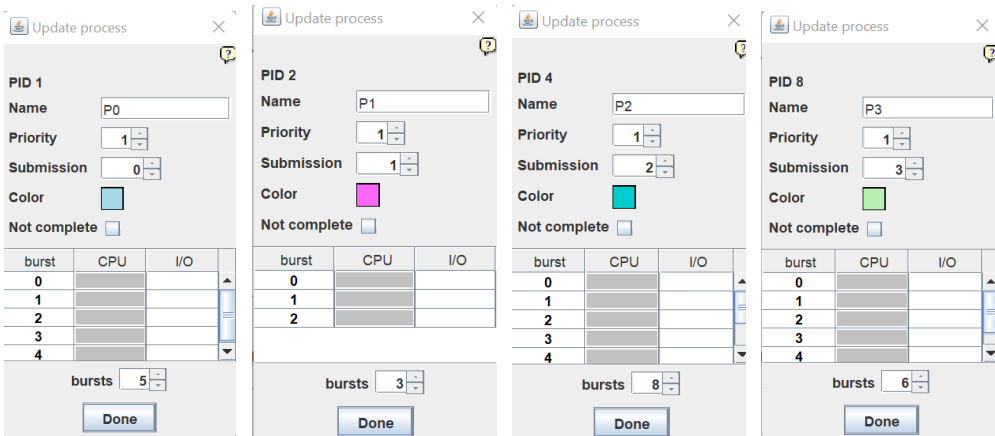 Update process
?
PID 1
Name P0
Priority 1
Submission 0
Color
Not complete
burst CPU I/O
0
1
2
3
4
bursts 5
Done
Update process
?
PID 2
Name P1
Priority 1
Submission 1
Color
Not complete
burst CPU I/O
0
1
2
bursts 3
Done
Update process
?
PID 4
Name P2
Priority 1
Submission 2
Color
Not complete
burst CPU I/O
0
1
2
3
4
bursts 8
Done
Update process
?
PID 8
Name P3
Priority 1
Submission 3
Color
Not complete
burst CPU I/O
0
1
2
3
4
bursts 6
Done